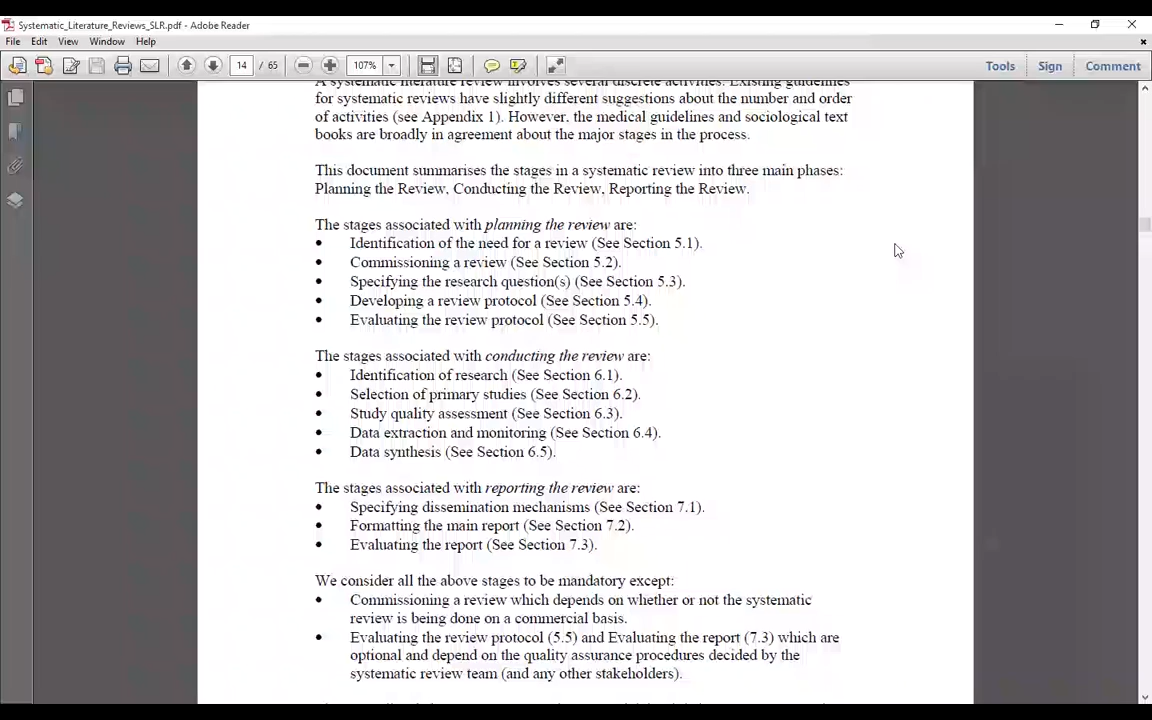 Systematic_Literature_Reviews_SLR.pdf - Adobe Reader
File Edit View Window Help
14 / 65 107% Tools Sign Comment
A systematic literature review involves several discrete activities. Existing guidelines
for systematic reviews have slightly different suggestions about the number and order
of activities (see Appendix 1). However, the medical guidelines and sociological text
books are broadly in agreement about the major stages in the process.
This document summarises the stages in a systematic review into three main phases:
Planning the Review, Conducting the Review, Reporting the Review.
The stages associated with planning the review are:
• Identification of the need for a review (See Section 5.1).
• Commissioning a review (See Section 5.2).
• Specifying the research question(s) (See Section 5.3).
• Developing a review protocol (See Section 5.4).
• Evaluating the review protocol (See Section 5.5).
The stages associated with conducting the review are:
• Identification of research (See Section 6.1).
• Selection of primary studies (See Section 6.2).
• Study quality assessment (See Section 6.3).
• Data extraction and monitoring (See Section 6.4).
• Data synthesis (See Section 6.5).
The stages associated with reporting the review are:
• Specifying dissemination mechanisms (See Section 7.1).
• Formatting the main report (See Section 7.2).
• Evaluating the report (See Section 7.3).
We consider all the above stages to be mandatory except:
• Commissioning a review which depends on whether or not the systematic
review is being done on a commercial basis.
• Evaluating the review protocol (5.5) and Evaluating the report (7.3) which are
optional and depend on the quality assurance procedures decided by the
systematic review team (and any other stakeholders).